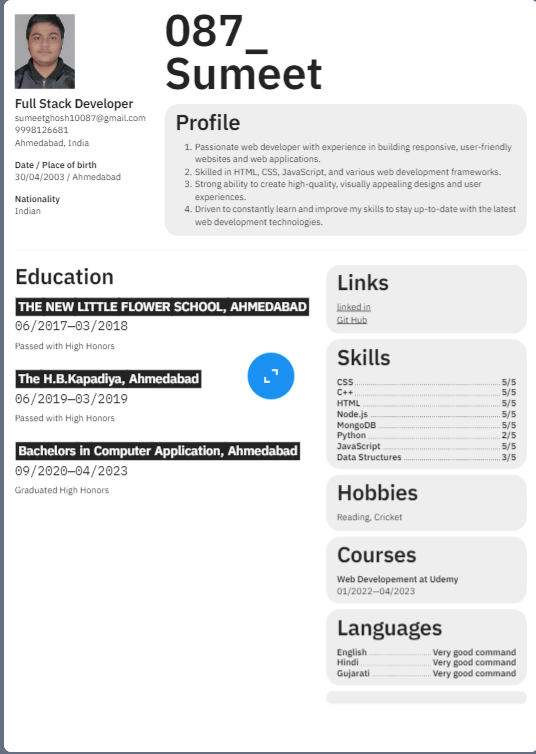 087_
Sumeet
Full Stack Developer
sumeetghosh10087@gmail.com
9998126681
Ahmedabad, India
Date / Place of birth
30/04/2003 / Ahmedabad
Nationality
Indian
Profile
1. Passionate web developer with experience in building responsive, user-friendly
websites and web applications.
2. Skilled in HTML, CSS, JavaScript, and various web development frameworks.
3. Strong ability to create high-quality, visually appealing designs and user
experiences.
4. Driven to constantly learn and improve my skills to stay up-to-date with the latest
web development technologies.
Education
THE NEW LITTLE FLOWER SCHOOL, AHMEDABAD
06/2017—03/2018
Passed with High Honors
The H.B.Kapadiya, Ahmedabad
06/2019—03/2019
Passed with High Honors
Bachelors in Computer Application, Ahmedabad
09/2020—04/2023
Graduated High Honors
Links
linked in
Git Hub
Skills
CSS 5/5
C++ 5/5
HTML 5/5
Node.js 5/5
MongoDB 5/5
Python 2/5
JavaScript 5/5
Data Structures 3/5
Hobbies
Reading, Cricket
Courses
Web Developement at Udemy
01/2022—04/2023
Languages
English Very good command
Hindi Very good command
Gujarati Very good command